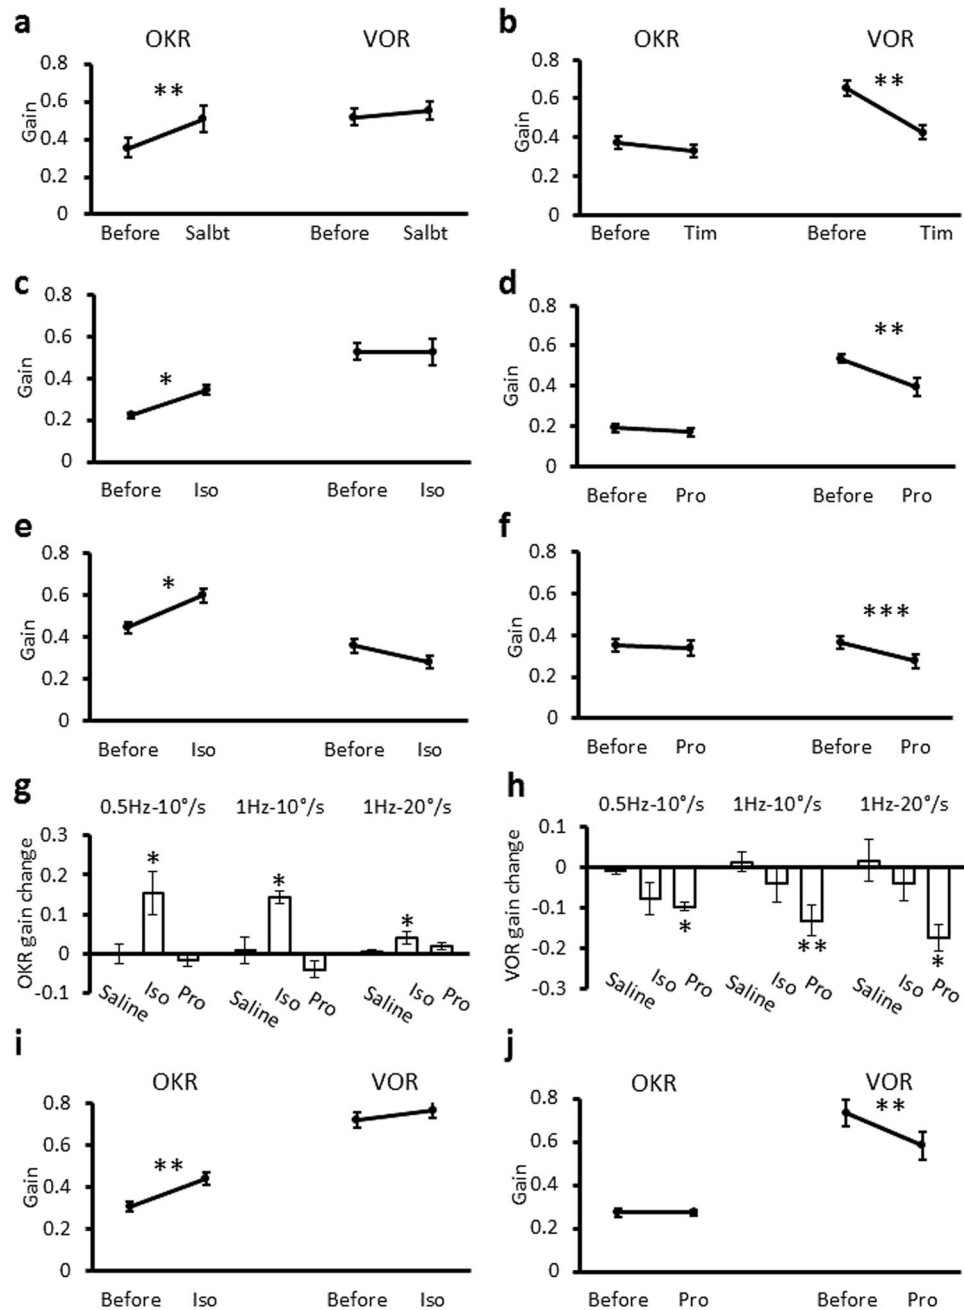 a
OKR VOR
Gain
0.8
0.6
0.4
0.2
0
**
Before Salbt Before Salbt
b
OKR VOR
Gain
0.8
0.6
0.4
0.2
0
**
Before Tim Before Tim
c
Gain
0.8
0.6
0.4
0.2
0
*
Before Iso Before Iso
d
Gain
0.8
0.6
0.4
0.2
0
**
Before Pro Before Pro
e
Gain
0.8
0.6
0.4
0.2
0
*
Before Iso Before Iso
f
Gain
0.8
0.6
0.4
0.2
0
***
Before Pro Before Pro
g
0.5Hz-10°/s 1Hz-10°/s 1Hz-20°/s
OKR gain change
0.3
0.2
0.1
0
-0.1
* * *
Saline Iso Pro Saline Iso Pro Saline Iso Pro
h
0.5Hz-10°/s 1Hz-10°/s 1Hz-20°/s
VOR gain change
0.1
0
-0.1
-0.2
-0.3
* ** *
Saline Iso Pro Saline Iso Pro Saline Iso Pro
i
OKR VOR
Gain
0.8
0.6
0.4
0.2
0
**
Before Iso Before Iso
j
OKR VOR
Gain
0.8
0.6
0.4
0.2
0
**
Before Pro Before Pro